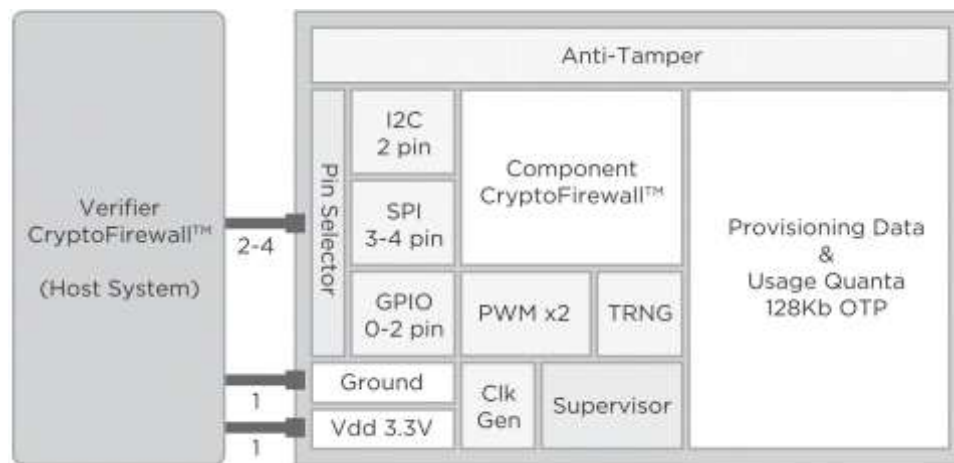 Verifier
CryptoFirewall™
(Host System)
2-4
1
1
Anti-Tamper
Pin Selector
I2C
2 pin
SPI
3-4 pin
GPIO
0-2 pin
Ground
Vdd 3.3V
Component
CryptoFirewall™
PWM x2
TRNG
Clk
Gen
Supervisor
Provisioning Data
&
Usage Quanta
128Kb OTP